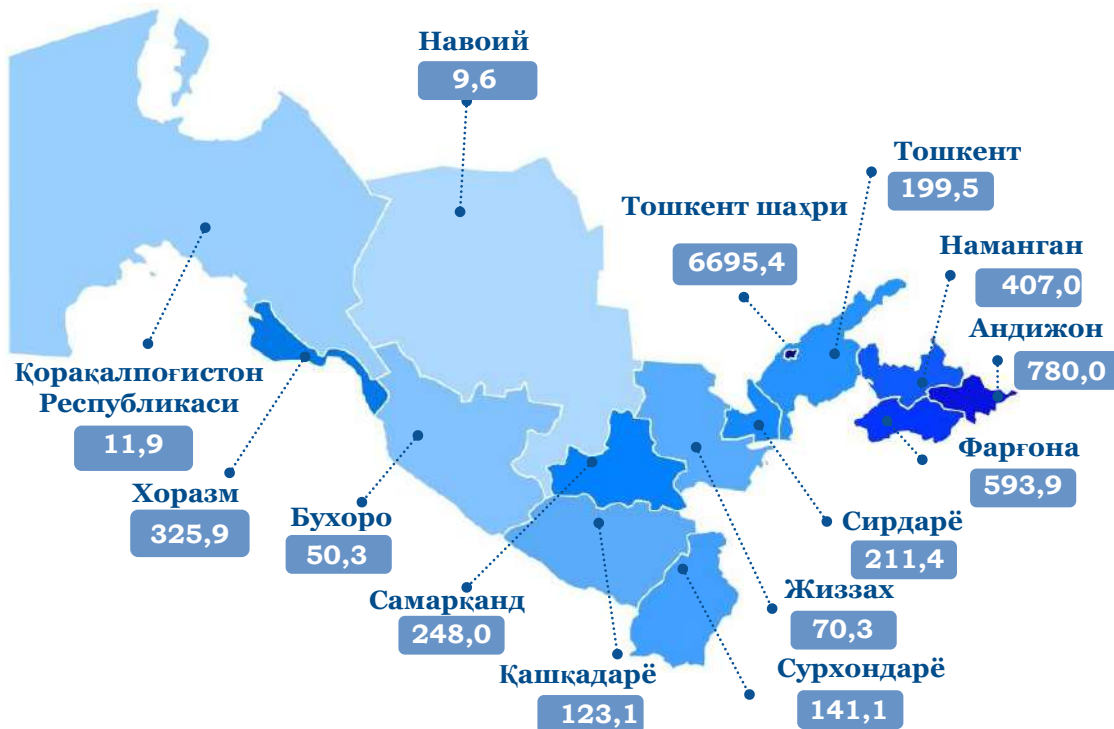 Навоий
9,6
Тошкент
199,5
Тошкент шаҳри
6695,4
Наманган
407,0
Андижон
780,0
Қорақалпоғистон
Республикаси
11,9
Хоразм
325,9
Бухоро
50,3
Самарқанд
248,0
Қашқадарё
123,1
Фарғона
593,9
Сирдарё
211,4
Жиззах
70,3
Сурхондарё
141,1